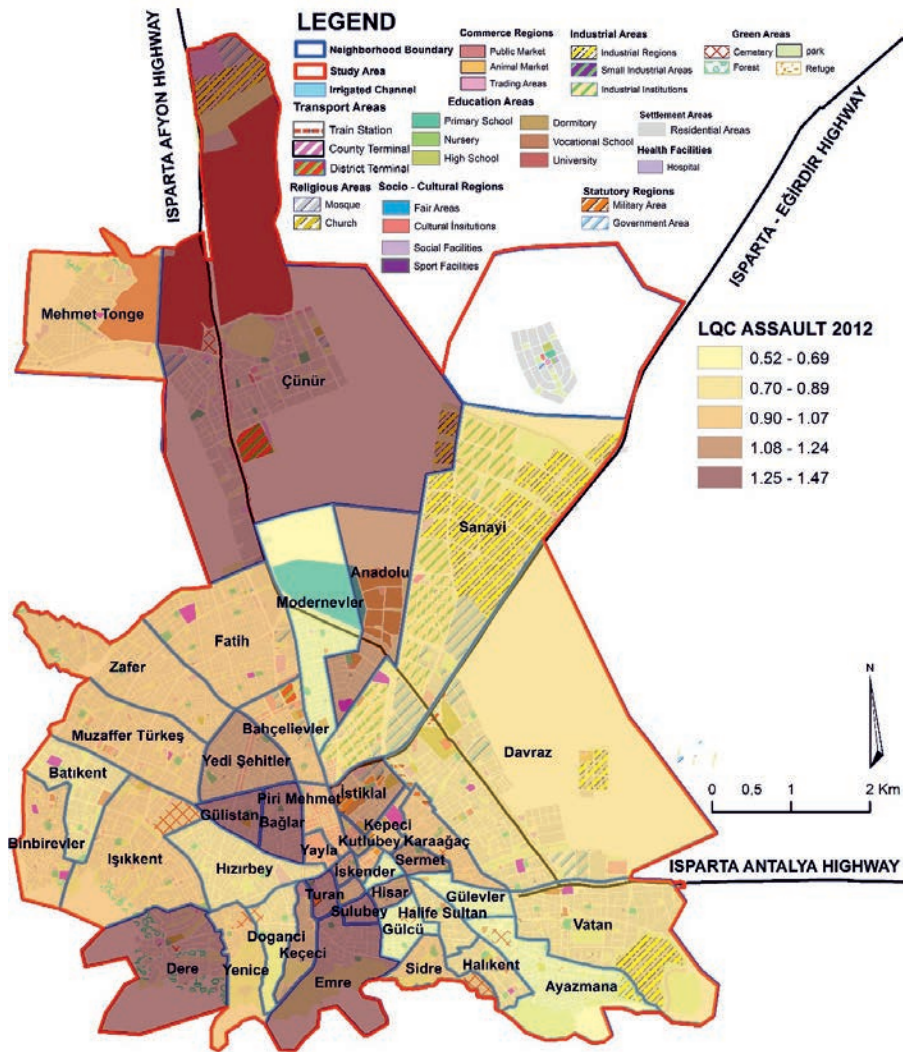 LEGEND
Neighborhood Boundary
Study Area
Irrigated Channel
Transport Areas
Train Station
County Terminal
District Terminal
Religious Areas
Mosque
Church
Commerce Regions
Public Market
Animal Market
Trading Areas
Education Areas
Primary School
Nursery
High School
Dormitory
Vocational School
University
Socio - Cultural Regions
Fair Areas
Cultural Insitutions
Social Facilities
Sport Facilities
Industrial Areas
Industrial Regions
Small Industrial Areas
Industrial Institutions
Green Areas
Cemetery
park
Forest
Refuge
Settlement Areas
Residential Areas
Health Facilities
Hospital
Statutory Regions
Military Area
Government Area
ISPARTA AFYON HIGHWAY
ISPARTA - EĞİRDİR HIGHWAY
LQC ASSAULT 2012
0.52 - 0.69
0.70 - 0.89
0.90 - 1.07
1.08 - 1.24
1.25 - 1.47
Mehmet Tonge
Çünür
Sanayi
Anadolu
Modernevler
Fatih
Zafer
Muzaffer Türkeş
Bahçelievler
Yedi Şehitler
Davraz
N
0 0.5 1 2 Km
Batıkent
Piri Mehmet
İstiklal
Gülistan
Bağlar
Kepeci
Binbirevler
Işıkkent
Yayla
Kutlubey
Karaağaç
Sermet
Hızırbey
İskender
ISPARTA ANTALYA HIGHWAY
Turan
Hisar
Gülevler
Sulubey
Halife Sultan
Gülcü
Vatan
Doganci
Keçeci
Dere
Yenice
Emre
Sidre
Halıkent
Ayazmana